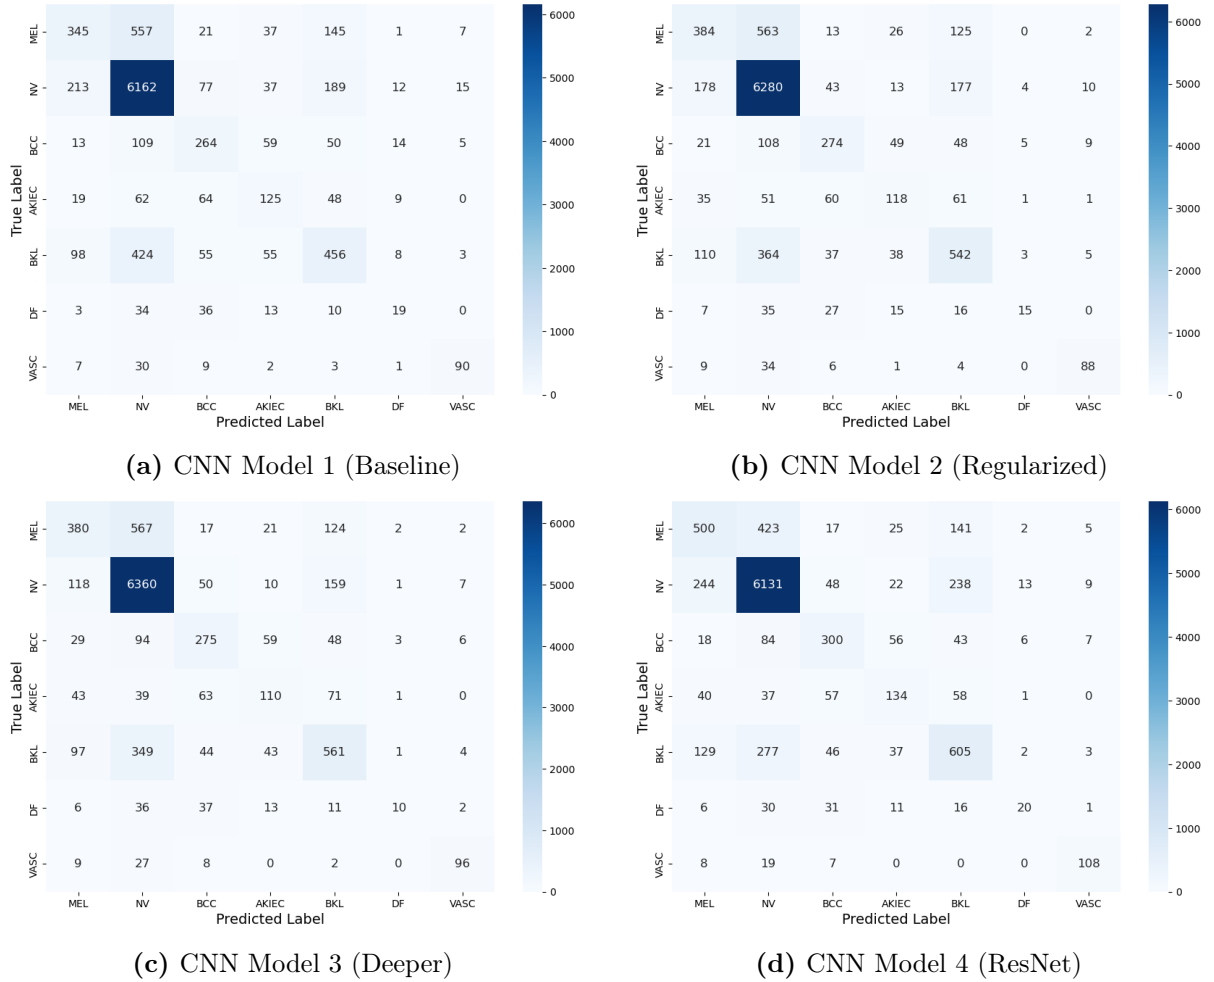 MEL 345 557 21 37 145 1 7
NV 213 6162 77 37 189 12 15
BCC 13 109 264 59 50 14 5
AKIEC 19 62 64 125 48 9 0
BKL 98 424 55 55 456 8 3
DF 3 34 36 13 10 19 0
VASC 7 30 9 2 3 1 90
True Label
MEL NV BCC AKIEC BKL DF VASC
Predicted Label
6000
5000
4000
3000
2000
1000
0
(a) CNN Model 1 (Baseline)
MEL 384 563 13 26 125 0 2
NV 178 6280 43 13 177 4 10
BCC 21 108 274 49 48 5 9
AKIEC 35 51 60 118 61 1 1
BKL 110 364 37 38 542 3 5
DF 7 35 27 15 16 15 0
VASC 9 34 6 1 4 0 88
True Label
MEL NV BCC AKIEC BKL DF VASC
Predicted Label
6000
5000
4000
3000
2000
1000
0
(b) CNN Model 2 (Regularized)
MEL 380 567 17 21 124 2 2
NV 118 6360 50 10 159 1 7
BCC 29 94 275 59 48 3 6
AKIEC 43 39 63 110 71 1 0
BKL 97 349 44 43 561 1 4
DF 6 36 37 13 11 10 2
VASC 9 27 8 0 2 0 96
True Label
MEL NV BCC AKIEC BKL DF VASC
Predicted Label
6000
5000
4000
3000
2000
1000
0
(c) CNN Model 3 (Deeper)
MEL 500 423 17 25 141 2 5
NV 244 6131 48 22 238 13 9
BCC 18 84 300 56 43 6 7
AKIEC 40 37 57 134 58 1 0
BKL 129 277 46 37 605 2 3
DF 6 30 31 11 16 20 1
VASC 8 19 7 0 0 0 108
True Label
MEL NV BCC AKIEC BKL DF VASC
Predicted Label
6000
5000
4000
3000
2000
1000
0
(d) CNN Model 4 (ResNet)